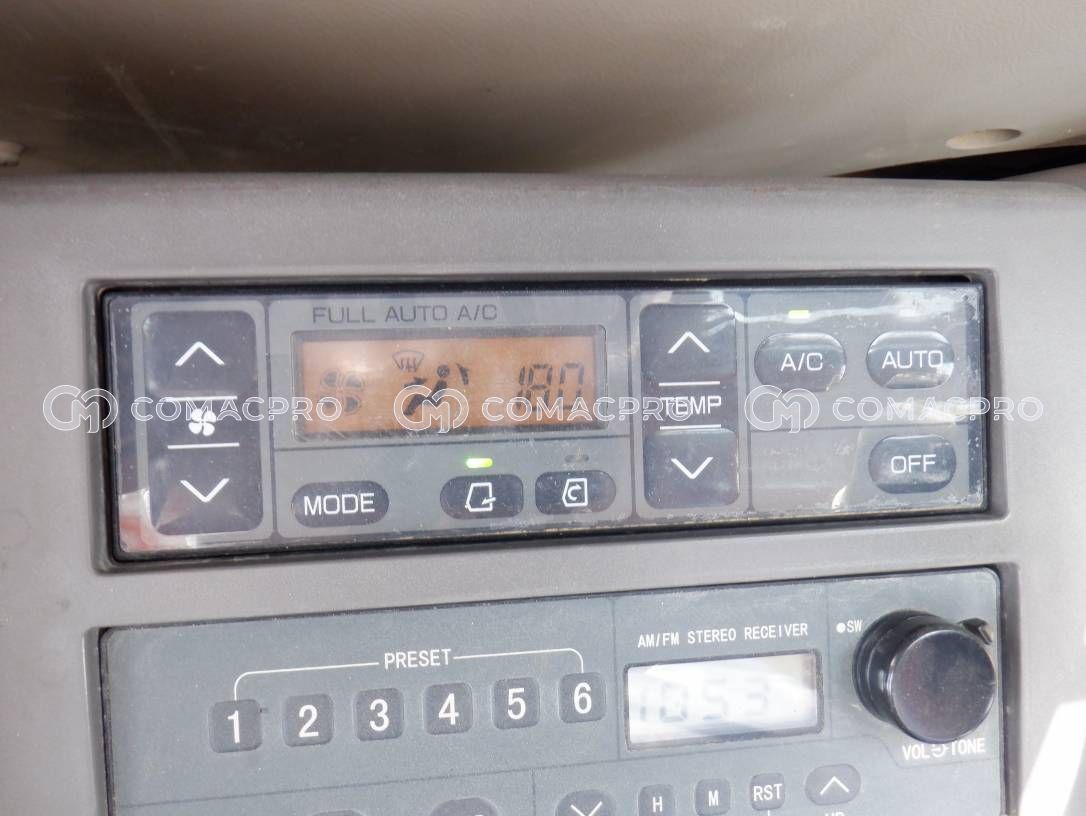 FULL AUTO A/C
18.0
TEMP
A/C
AUTO
MODE
OFF
COMACPRO COMACPRO COMACPRO
AM/FM STEREO RECEIVER
SW
PRESET
1 2 3 4 5 6
1053
VOL TONE
H M RST